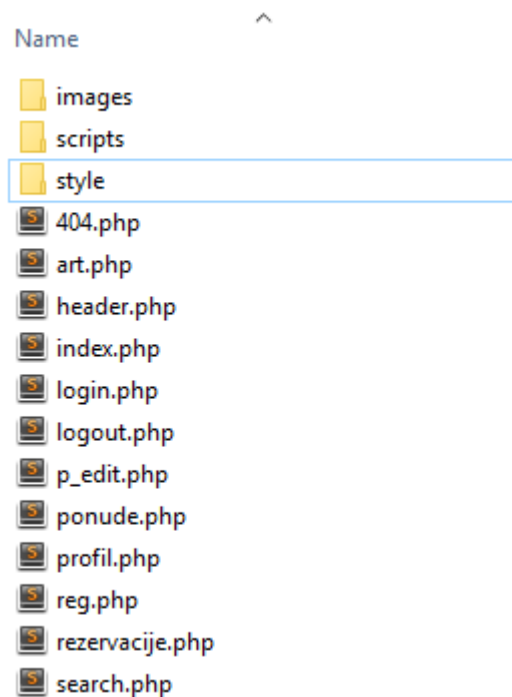 Name
images
scripts
style
404.php
art.php
header.php
index.php
login.php
logout.php
p_edit.php
ponude.php
profil.php
reg.php
rezervacije.php
search.php